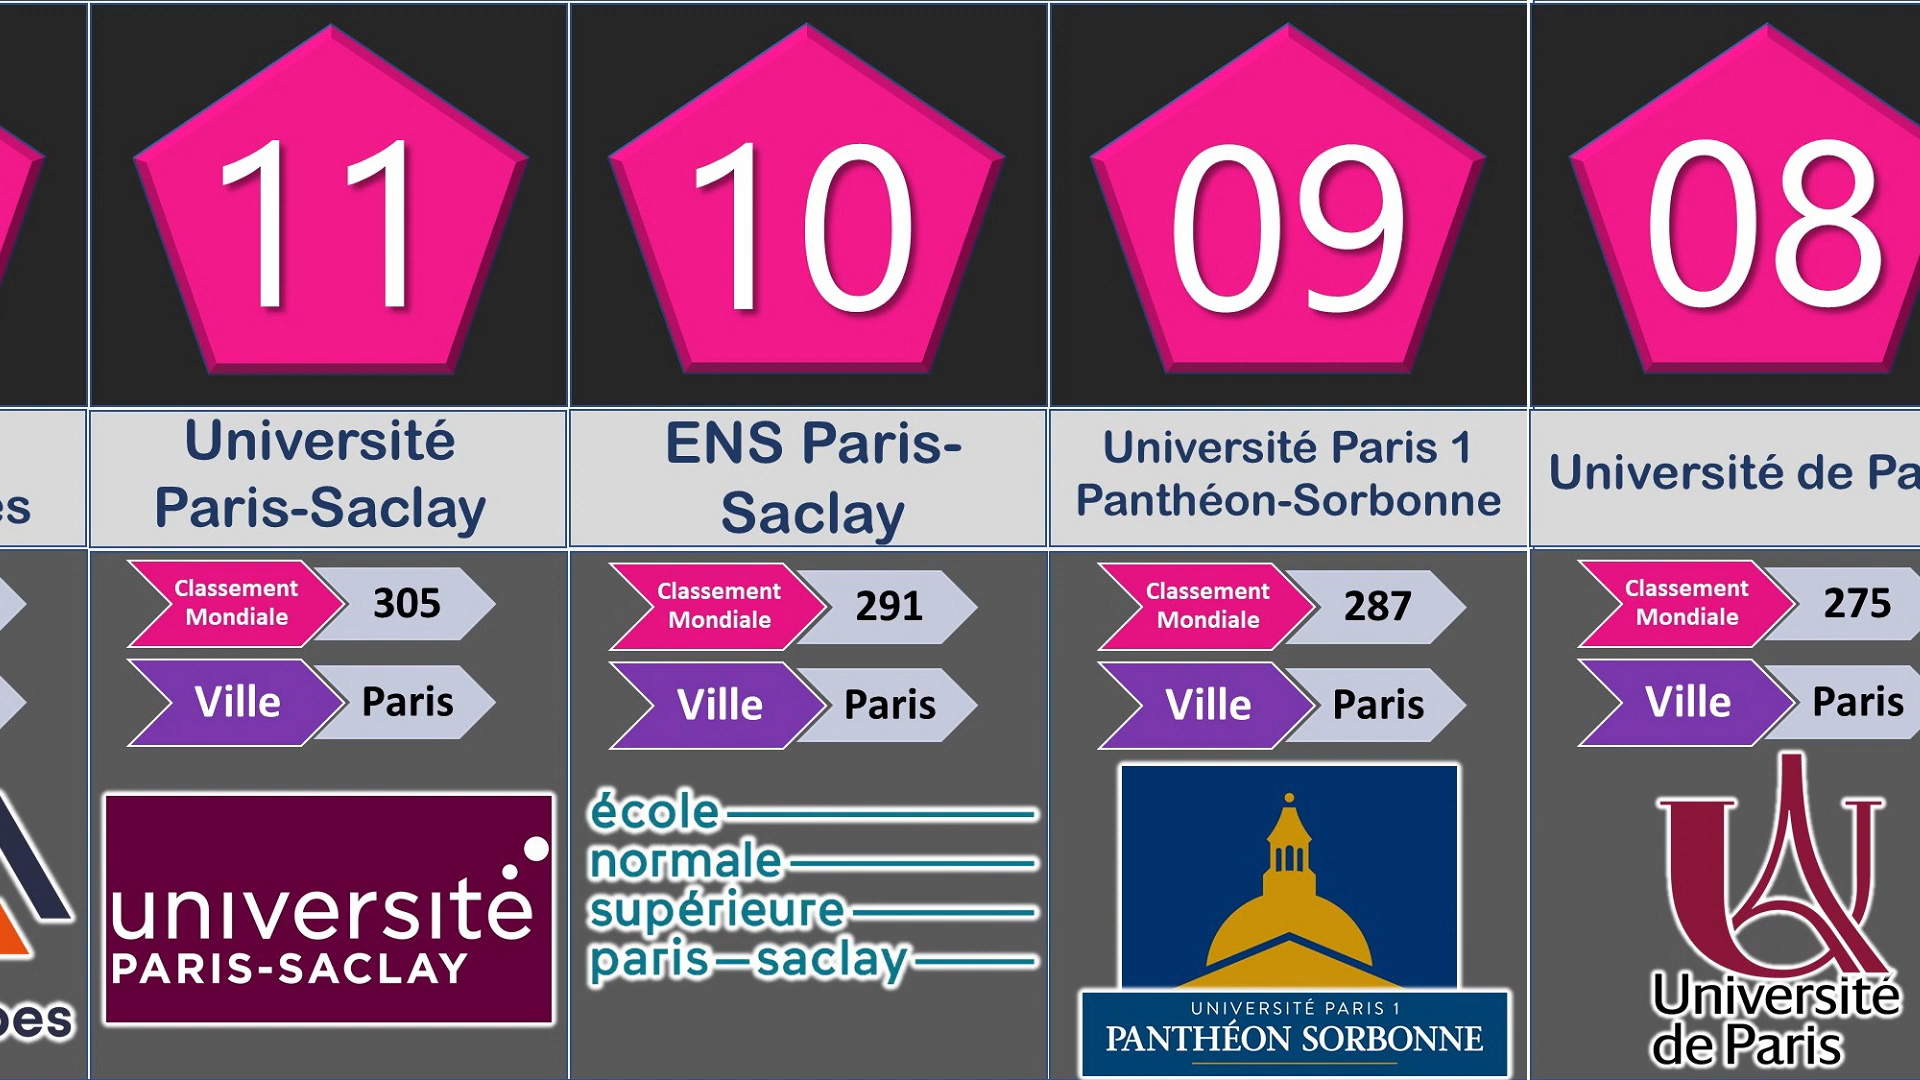 11
10
09
08
Université
Paris-Saclay
ENS Paris-
Saclay
Université Paris 1
Panthéon-Sorbonne
Université de Pa
es
Classement
Mondiale
305
Ville
Paris
Classement
Mondiale
291
Ville
Paris
Classement
Mondiale
287
Ville
Paris
Classement
Mondiale
275
Ville
Paris
université
PARIS-SACLAY
école
normale
supérieure
paris—saclay
UNIVERSITÉ PARIS 1
PANTHÉON SORBONNE
Université
de Paris